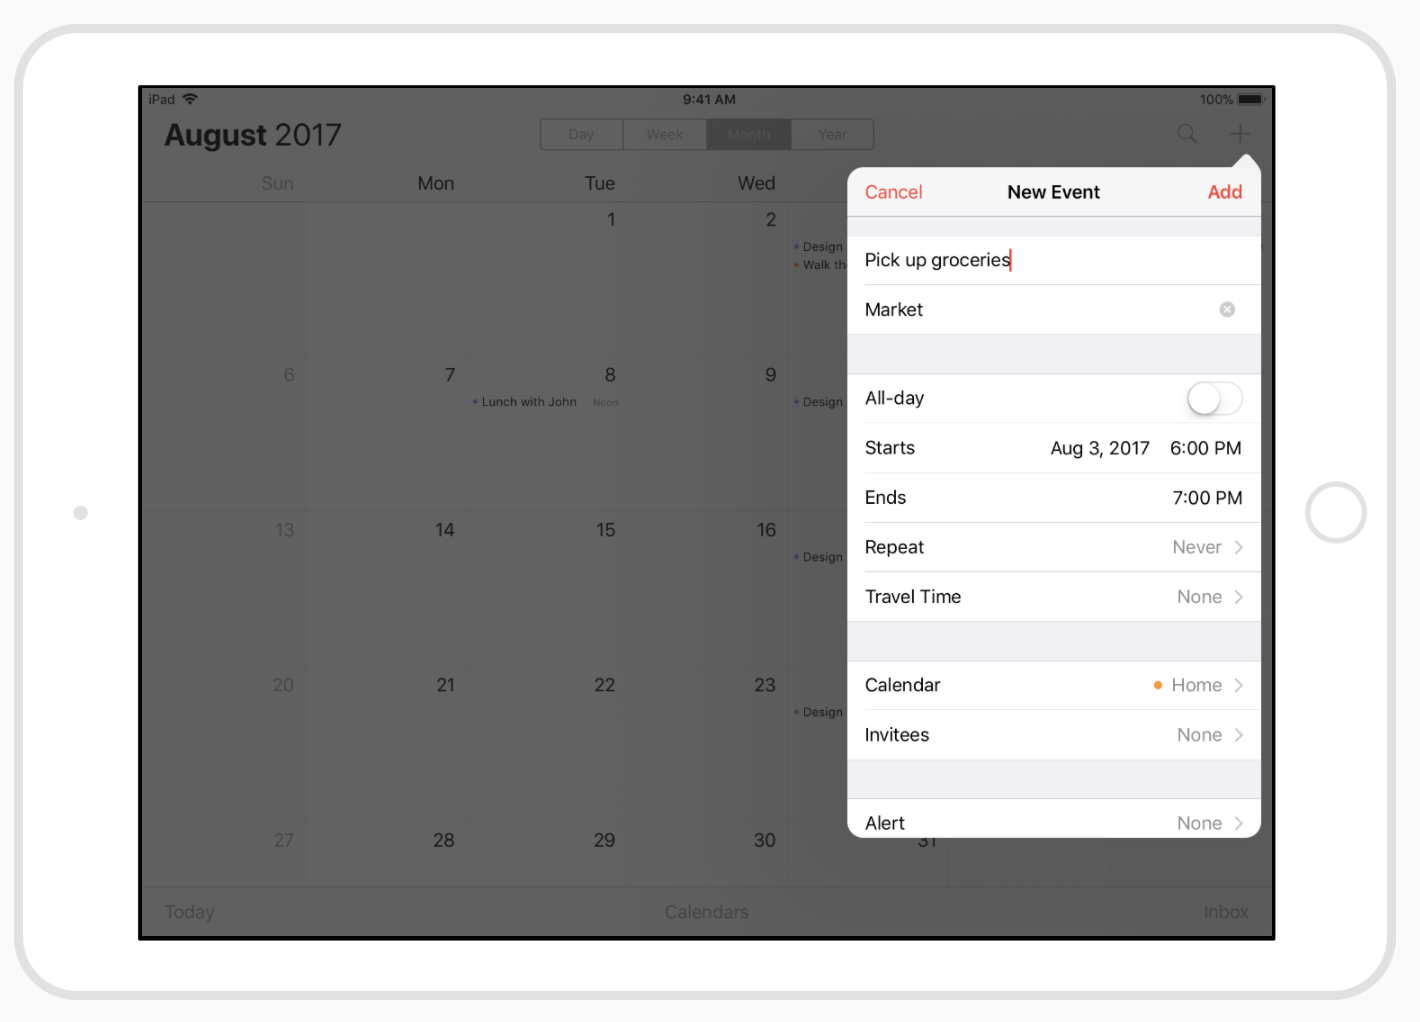 iPad 9:41 AM 100%
August 2017 Day Week Month Year
Sun Mon Tue Wed
1 2
Design
Walk th
6 7 8 9
Lunch with John Noon Design
13 14 15 16
Design
20 21 22 23
Design
27 28 29 30 31
Today Calendars Inbox
Cancel New Event Add
Pick up groceries
Market
All-day
Starts Aug 3, 2017 6:00 PM
Ends 7:00 PM
Repeat Never
Travel Time None
Calendar Home
Invitees None
Alert None